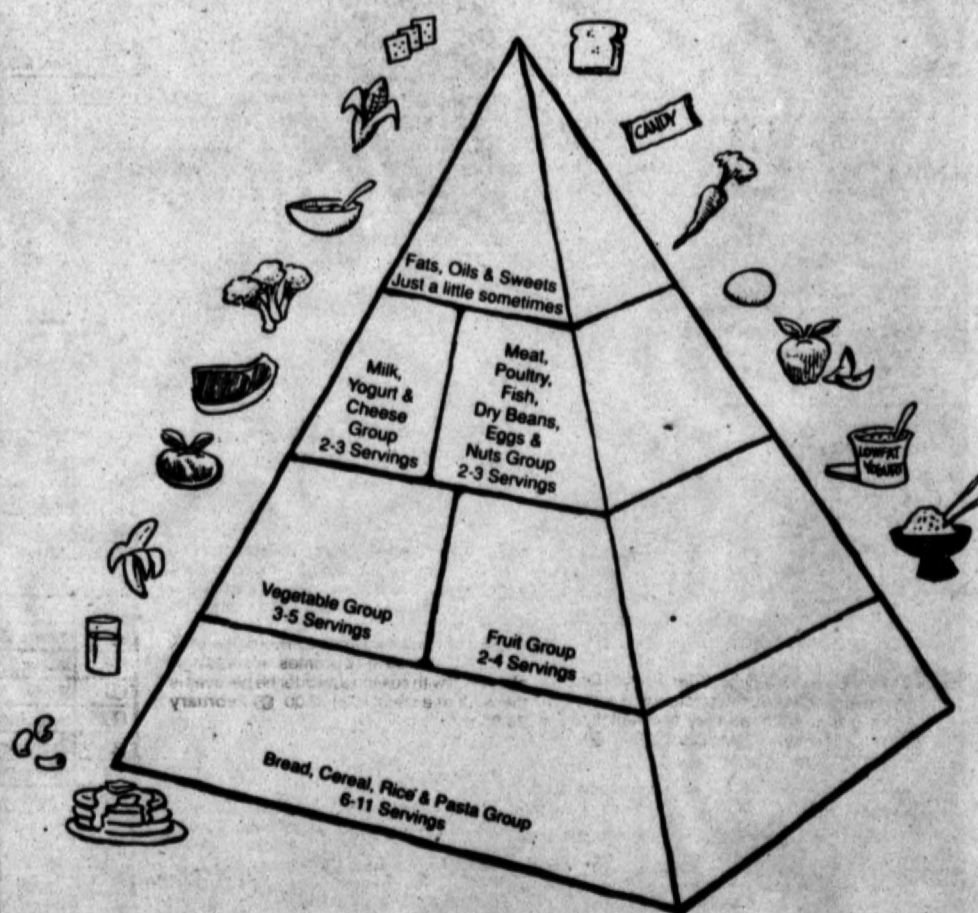 CANDY
Fats, Oils & Sweets
Just a little sometimes
Milk,
Yogurt &
Cheese
Group
2-3 Servings
Meat,
Poultry,
Fish,
Dry Beans,
Eggs &
Nuts Group
2-3 Servings
LOWFAT
YOGURT
Vegetable Group
3-5 Servings
Fruit Group
2-4 Servings
Bread, Cereal, Rice & Pasta Group
6-11 Servings